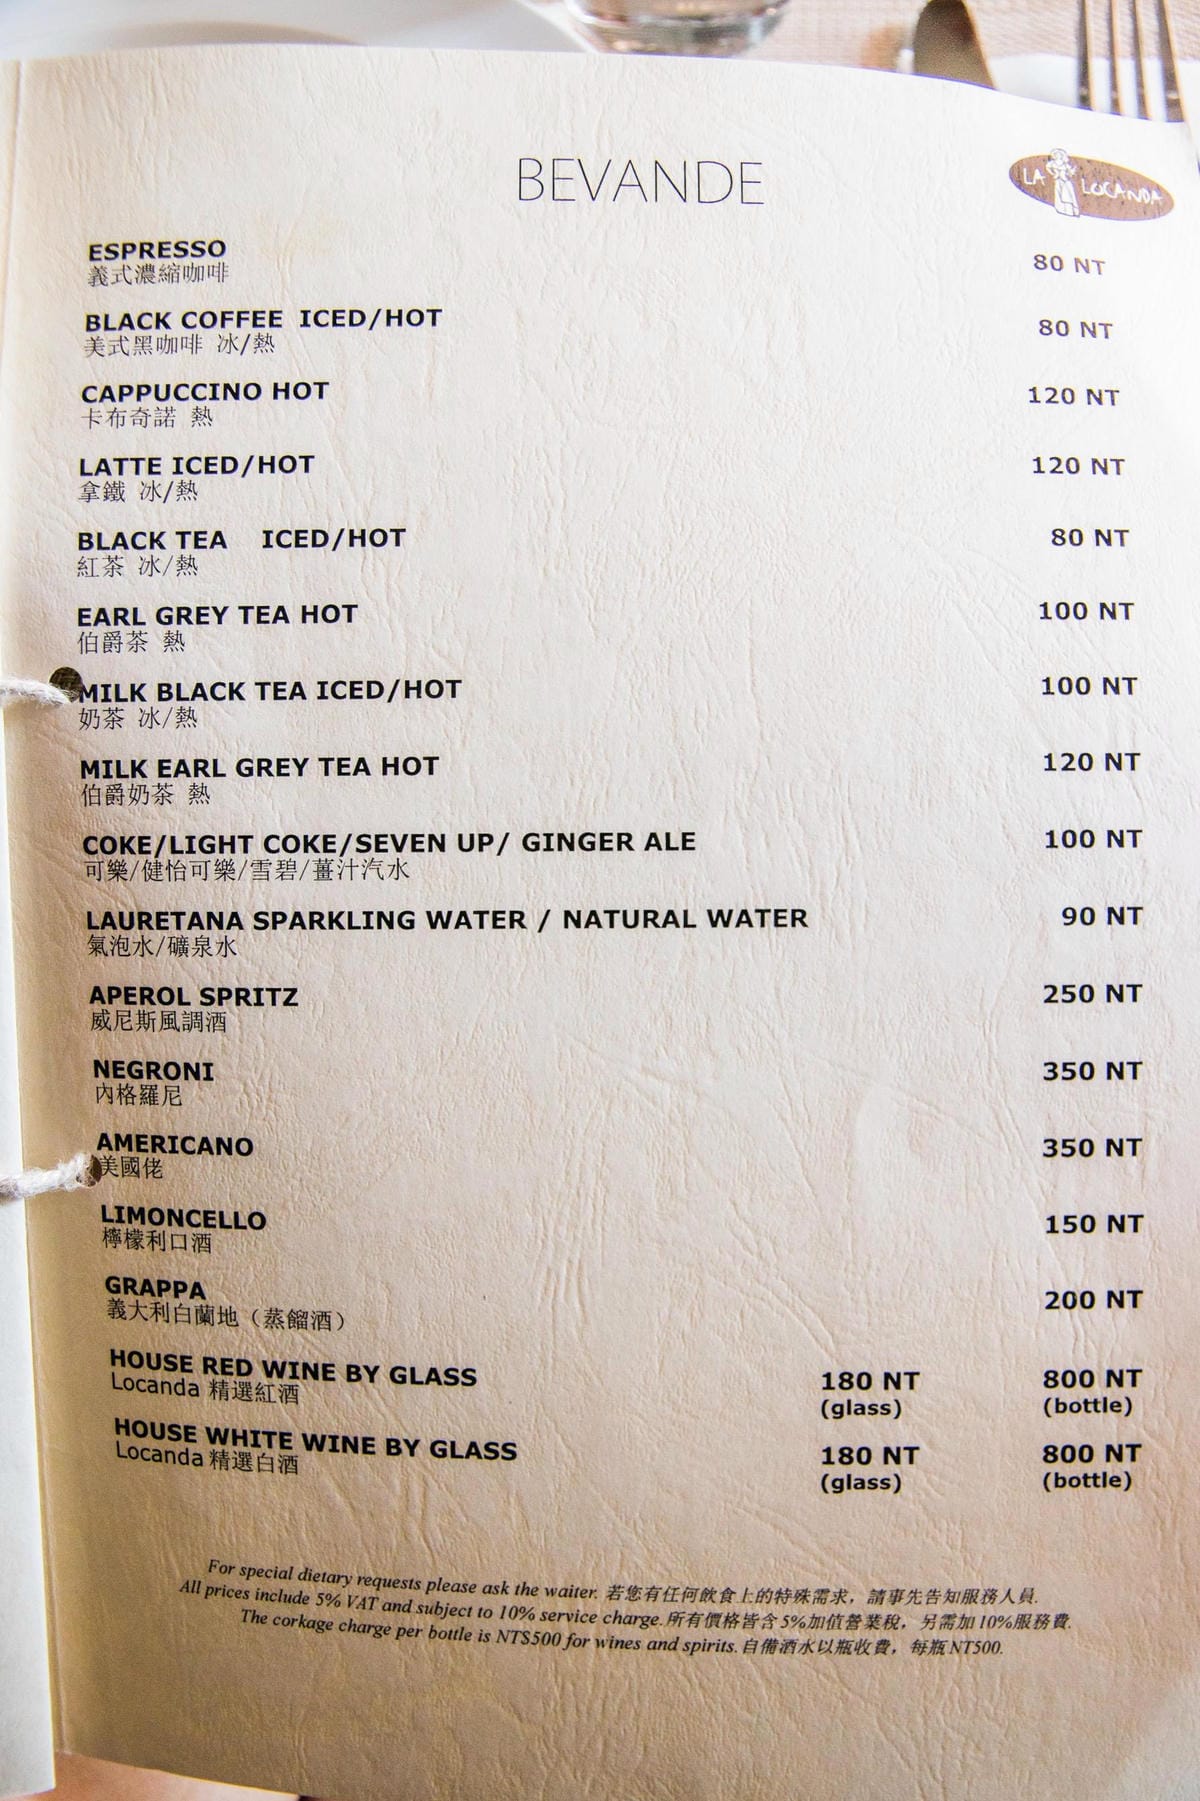 BEVANDE
LA LOCANDA
ESPRESSO 80 NT
義式濃縮咖啡
BLACK COFFEE ICED/HOT 80 NT
美式黑咖啡 冰/熱
CAPPUCCINO HOT 120 NT
卡布奇諾 熱
LATTE ICED/HOT 120 NT
拿鐵 冰/熱
BLACK TEA ICED/HOT 80 NT
紅茶 冰/熱
EARL GREY TEA HOT 100 NT
伯爵茶 熱
MILK BLACK TEA ICED/HOT 100 NT
奶茶 冰/熱
MILK EARL GREY TEA HOT 120 NT
伯爵奶茶 熱
COKE/LIGHT COKE/SEVEN UP/ GINGER ALE 100 NT
可樂/健怡可樂/雪碧/薑汁汽水
LAURETANA SPARKLING WATER / NATURAL WATER 90 NT
氣泡水/礦泉水
APEROL SPRITZ 250 NT
威尼斯風調酒
NEGRONI 350 NT
內格羅尼
AMERICANO 350 NT
美國佬
LIMONCELLO 150 NT
檸檬利口酒
GRAPPA 200 NT
義大利白蘭地（蒸餾酒）
HOUSE RED WINE BY GLASS 180 NT 800 NT
Locanda 精選紅酒 (glass) (bottle)
HOUSE WHITE WINE BY GLASS 180 NT 800 NT
Locanda 精選白酒 (glass) (bottle)
For special dietary requests please ask the waiter. 若您有任何飲食上的特殊需求，請事先告知服務人員.
All prices include 5% VAT and subject to 10% service charge. 所有價格皆含5%加值營業稅，另需加10%服務費.
The corkage charge per bottle is NT$500 for wines and spirits. 自備酒水以瓶收費，每瓶NT500.